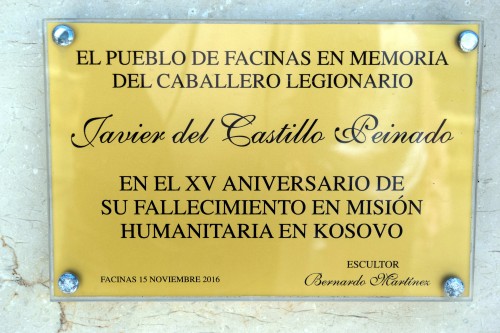 EL PUEBLO DE FACINAS EN MEMORIA
DEL CABALLERO LEGIONARIO
Javier del Castillo Peinado
EN EL XV ANIVERSARIO DE
SU FALLECIMIENTO EN MISIÓN
HUMANITARIA EN KOSOVO
ESCULTOR
FACINAS 15 NOVIEMBRE 2016 Bernardo Martínez